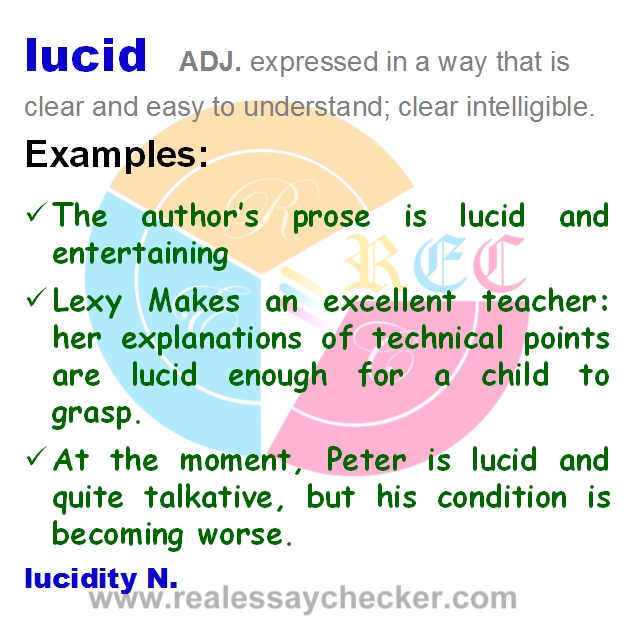 lucid ADJ. expressed in a way that is
clear and easy to understand; clear intelligible.
Examples:
✓ The author's prose is lucid and
entertaining
✓ Lexy Makes an excellent teacher:
her explanations of technical points
are lucid enough for a child to
grasp.
✓ At the moment, Peter is lucid and
quite talkative, but his condition is
becoming worse.
lucidity N.
www.realessaychecker.com
R
REC
E
C